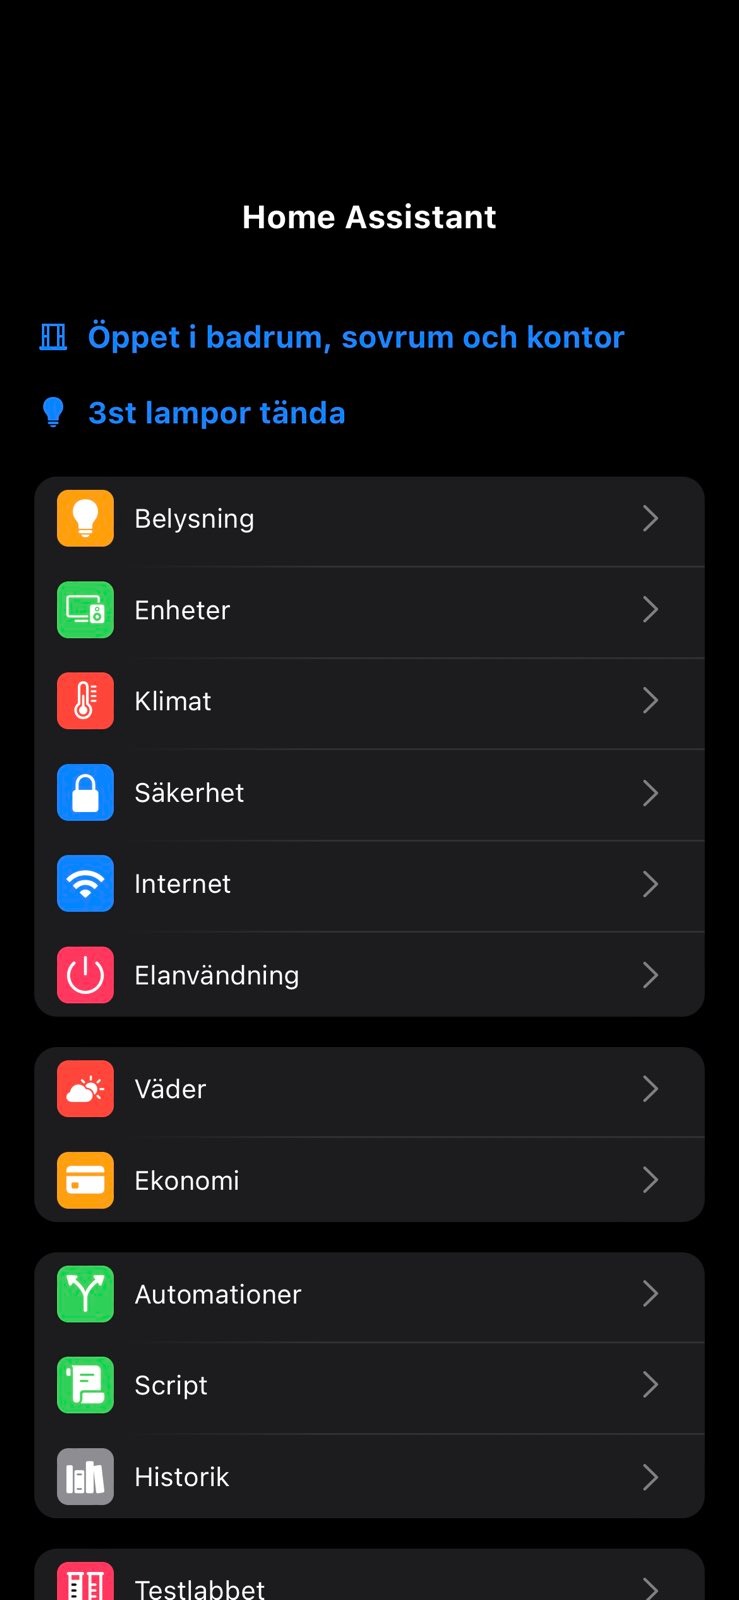 Home Assistant
Öppet i badrum, sovrum och kontor
3st lampor tända
Belysning
Enheter
Klimat
Säkerhet
Internet
Elanvändning
Väder
Ekonomi
Automationer
Script
Historik
Testlabbet